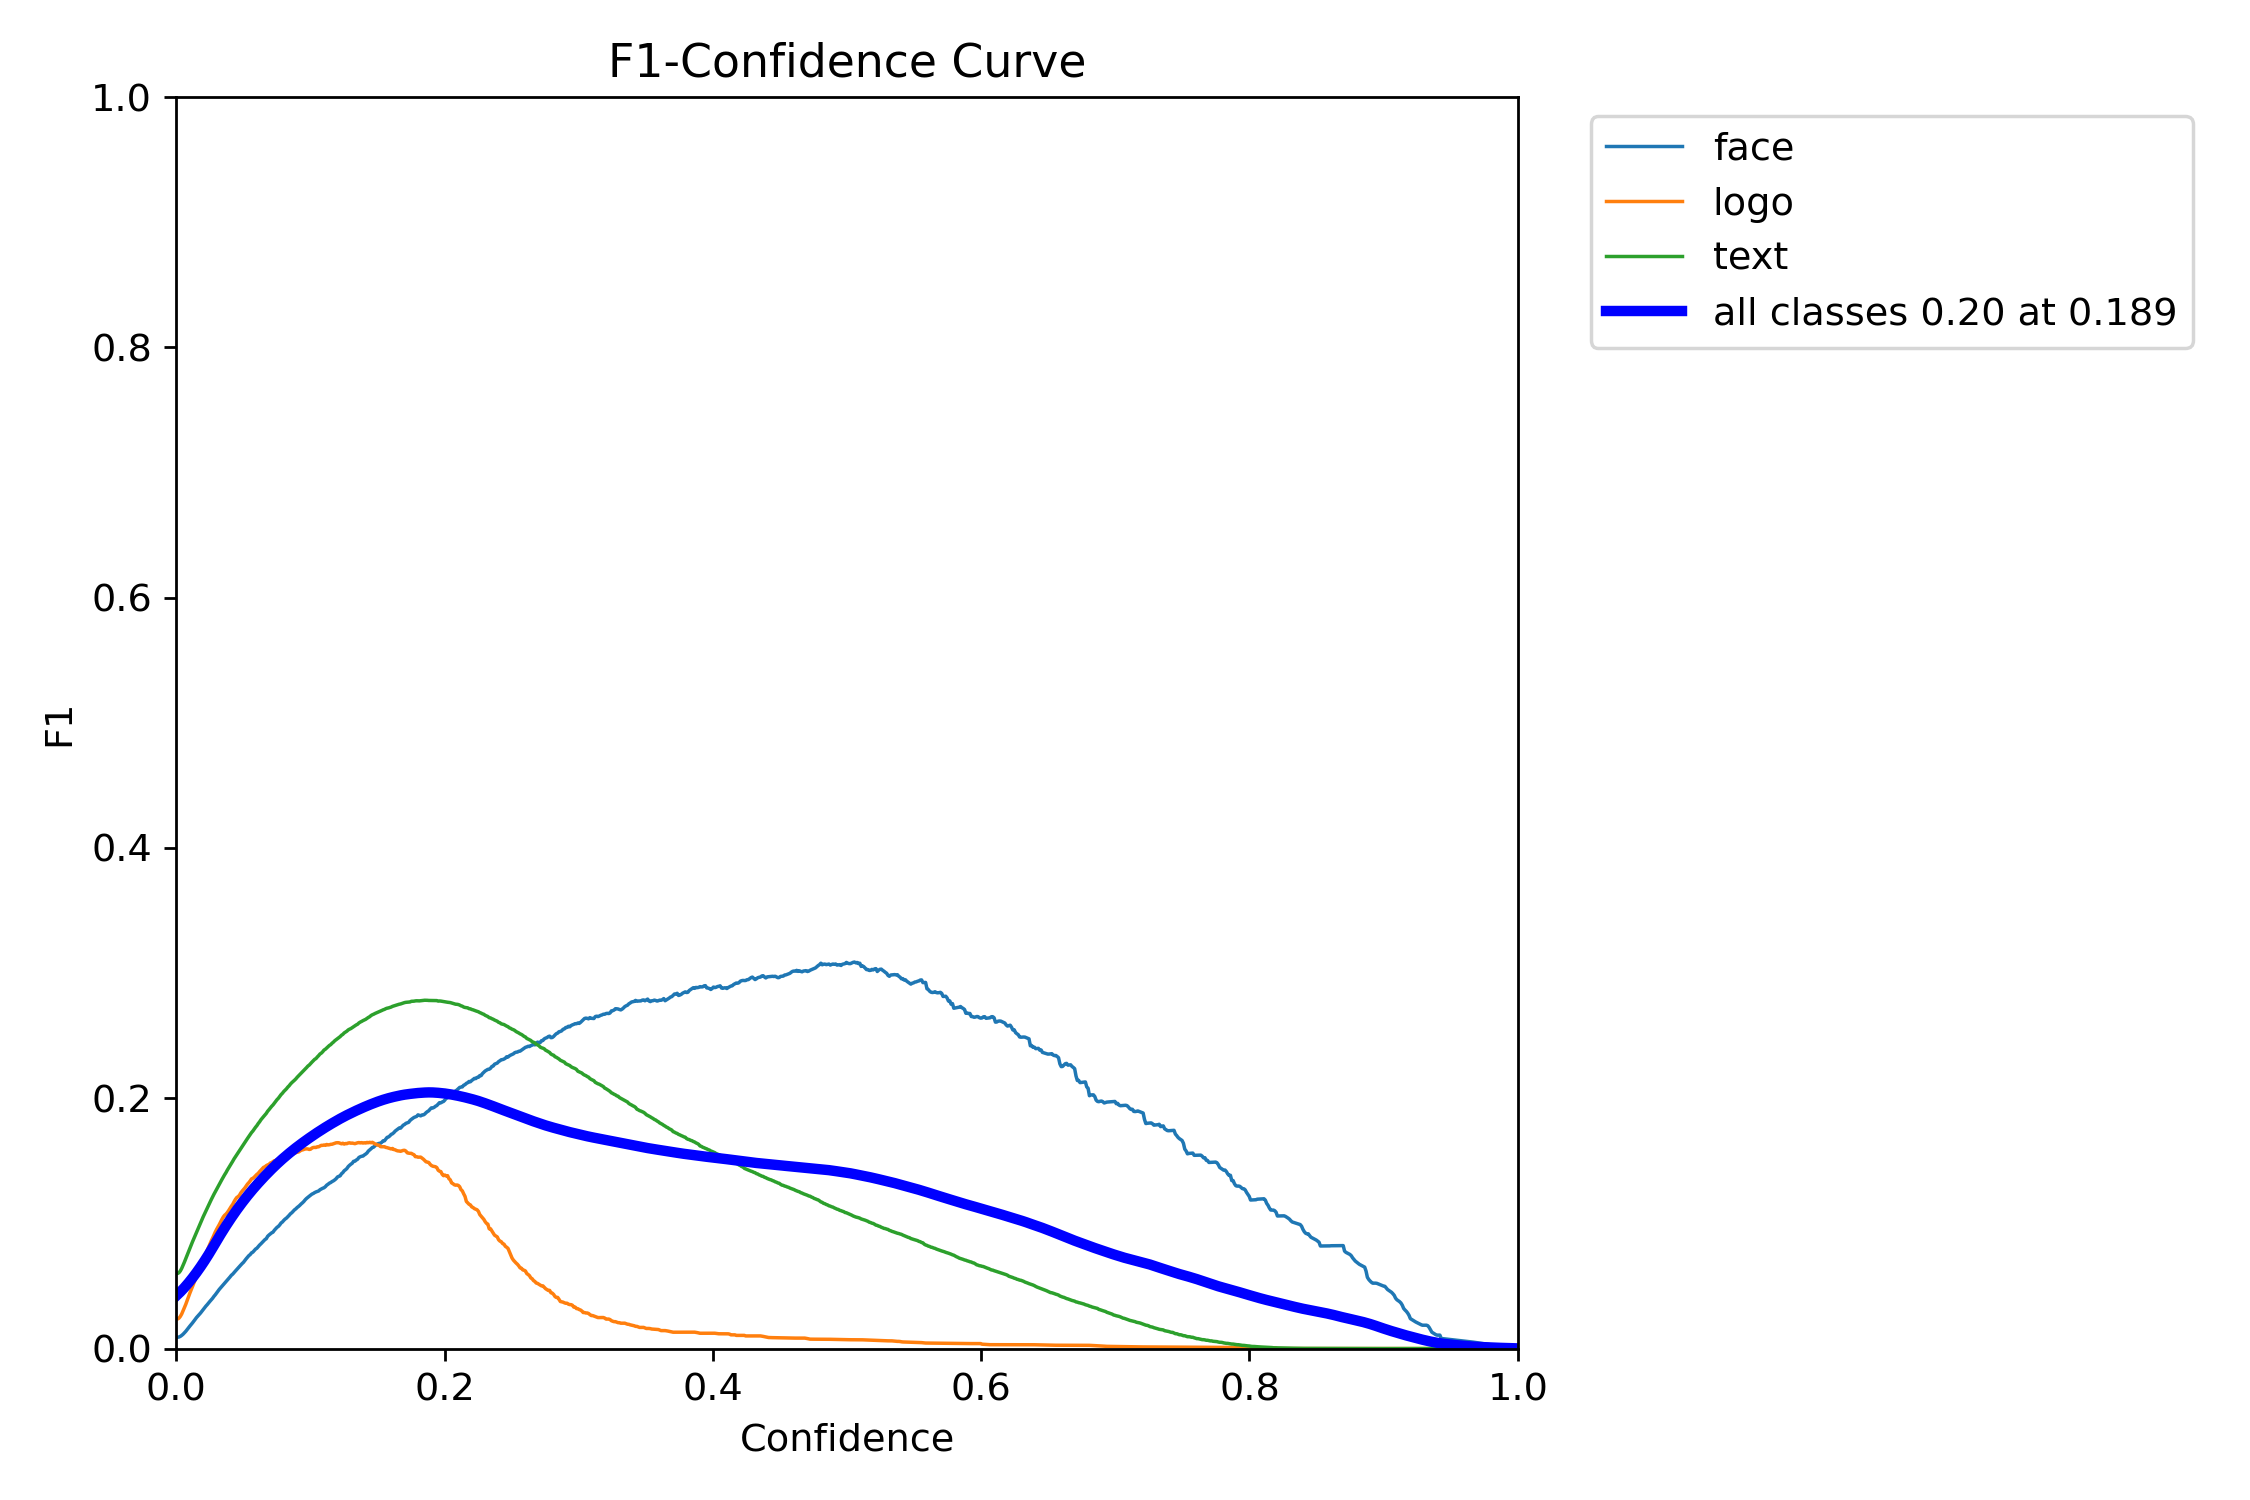 F1-Confidence Curve
1.0
0.8
0.6
0.4
0.2
0.0
F1
0.0 0.2 0.4 0.6 0.8 1.0
Confidence
face
logo
text
all classes 0.20 at 0.189